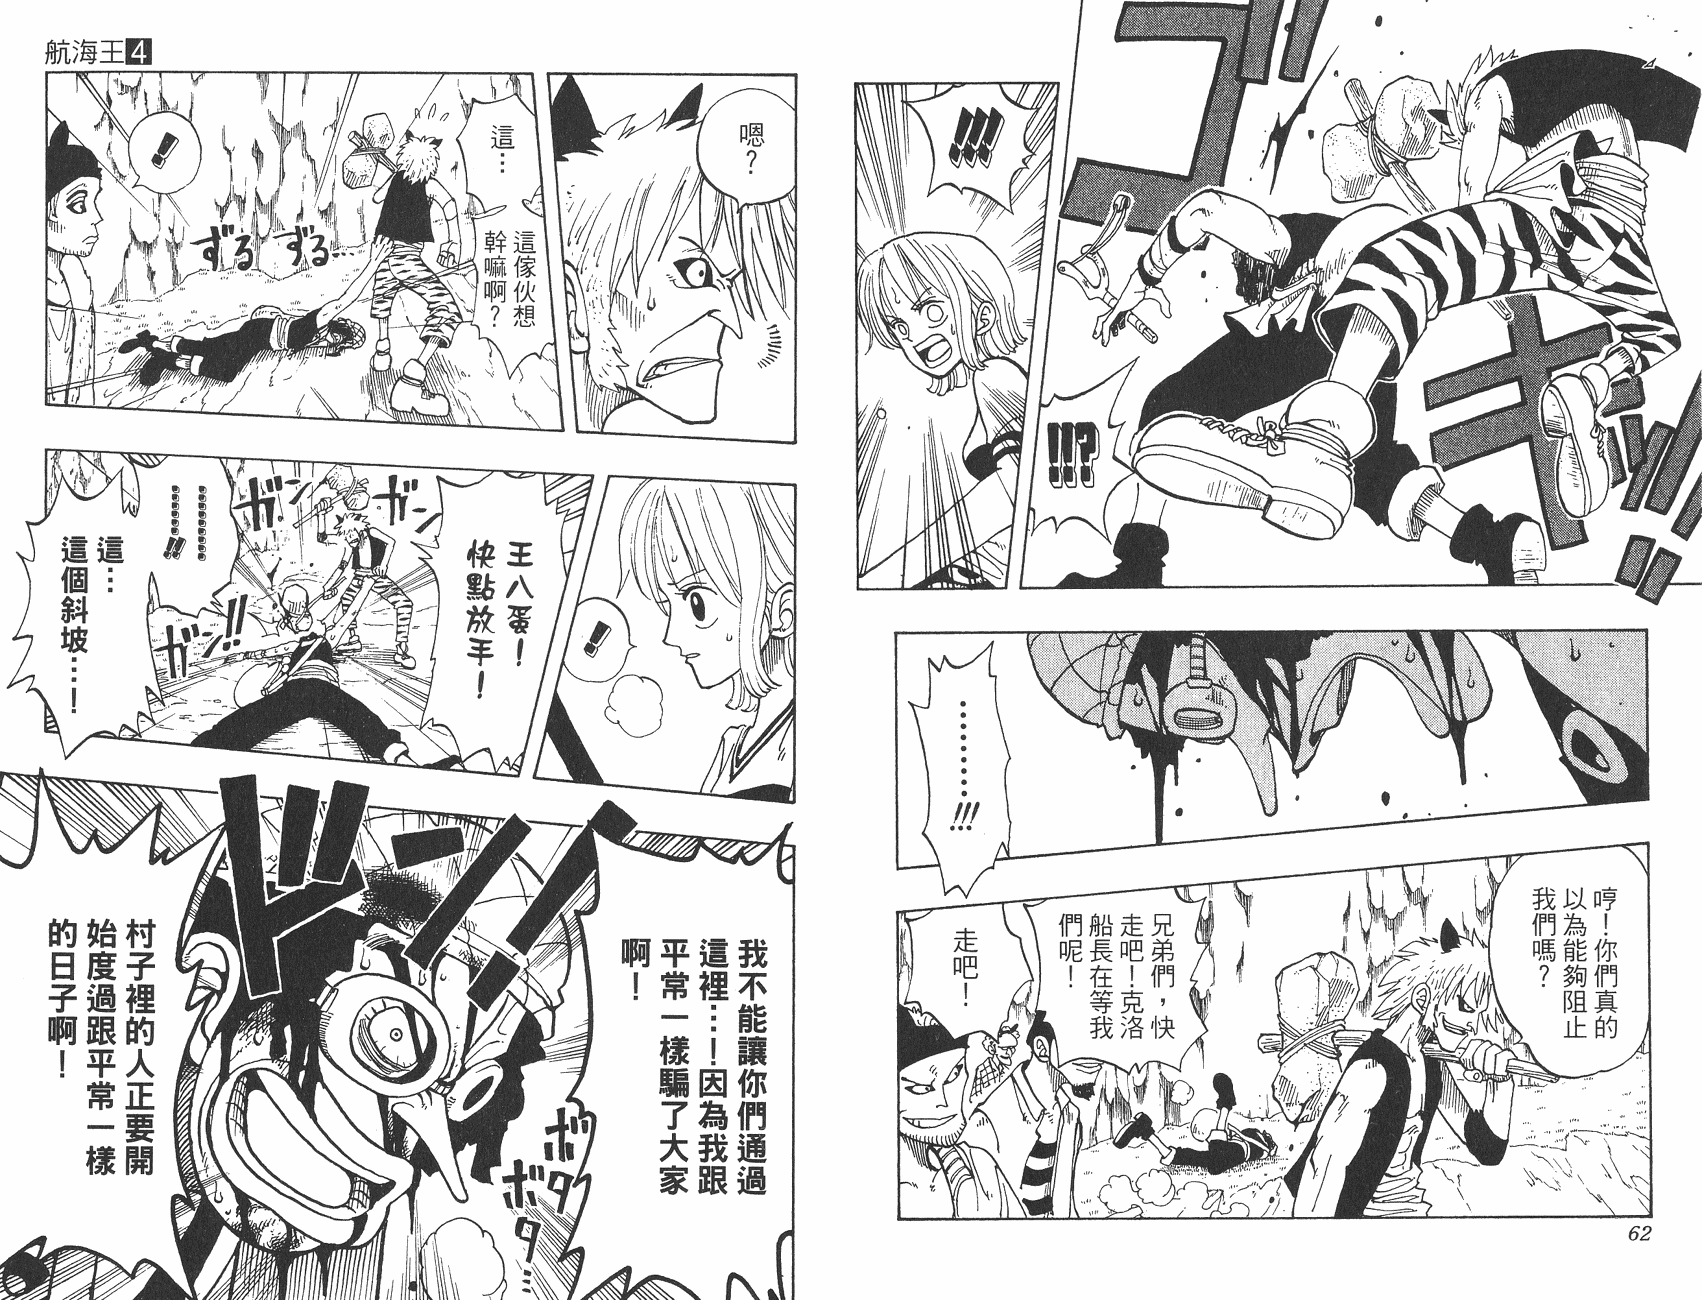 ゴ
キッ!!
!!!
!!!?
…………!!!
哼!你們真的
以為能夠阻止
我們嗎?
兄弟們,快
走吧!克洛
船長在等我
們呢!
走吧!
62
航海王4
嗯?
這…
這傢伙想
幹嘛啊?
!
ずる
ずる…
!
王八蛋!
快點放
手!
ガン
ガン
ガン!!
…………
…………!!
這…
這個斜
坡…!
ドン!!
我不能讓你們通過
這裡…!因為我跟
平常一樣騙了大家
啊!
村子裡的人正要開
始度過跟平常一樣
的日子啊!
ボタ
ボタ…